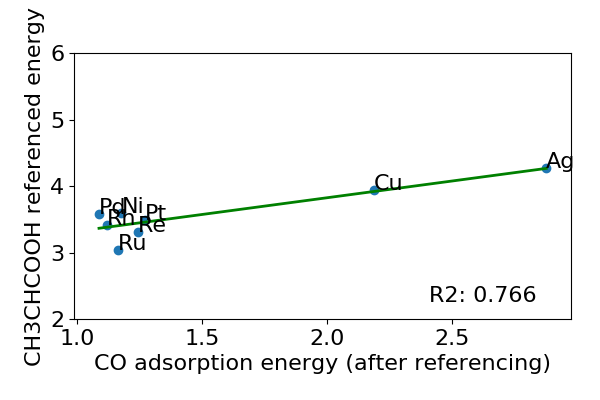 CH3CHCOOH referenced energy
6
5
4
3
2
Ag
Cu
Pd
Ni
Pt
Rh
Re
Ru
R2: 0.766
1.0
1.5
2.0
2.5
CO adsorption energy (after referencing)